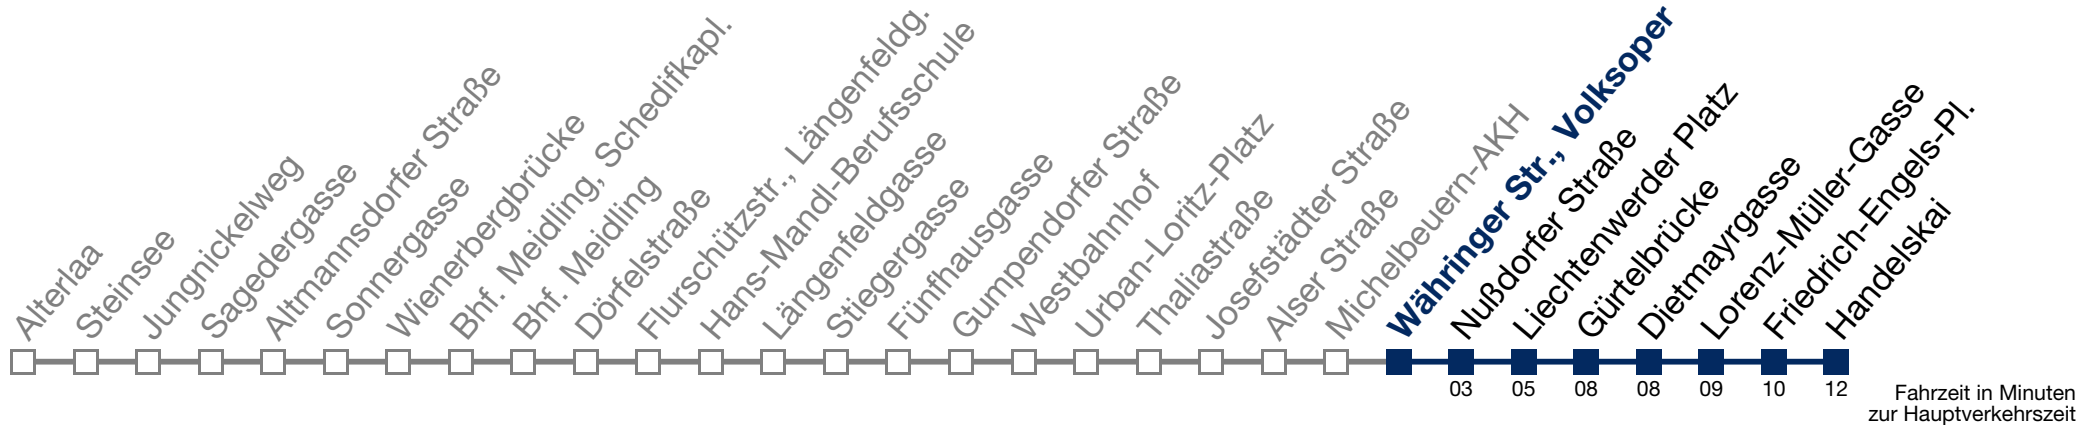 Alterlaa
Steinsee
Jungnickelweg
Sagedergasse
Altmannsdorfer Straße
Sonnergasse
Wienerbergbrücke
Bhf. Meidling, Schedifkapl.
Bhf. Meidling
Dörfelstraße
Flurschützstr., Längenfeldg.
Hans-Mandl-Berufsschule
Längenfeldgasse
Stiegergasse
Fünfhausgasse
Gumpendorfer Straße
Westbahnhof
Urban-Loritz-Platz
Thaliastraße
Josefstädter Straße
Alser Straße
Michelbeuern-AKH
Währinger Str., Volksoper
Nußdorfer Straße
Liechtenwerder Platz
Gürtelbrücke
Dietmayrgasse
Lorenz-Müller-Gasse
Friedrich-Engels-Pl.
Handelskai
03 05 08 08 09 10 12
Fahrzeit in Minuten
zur Hauptverkehrszeit